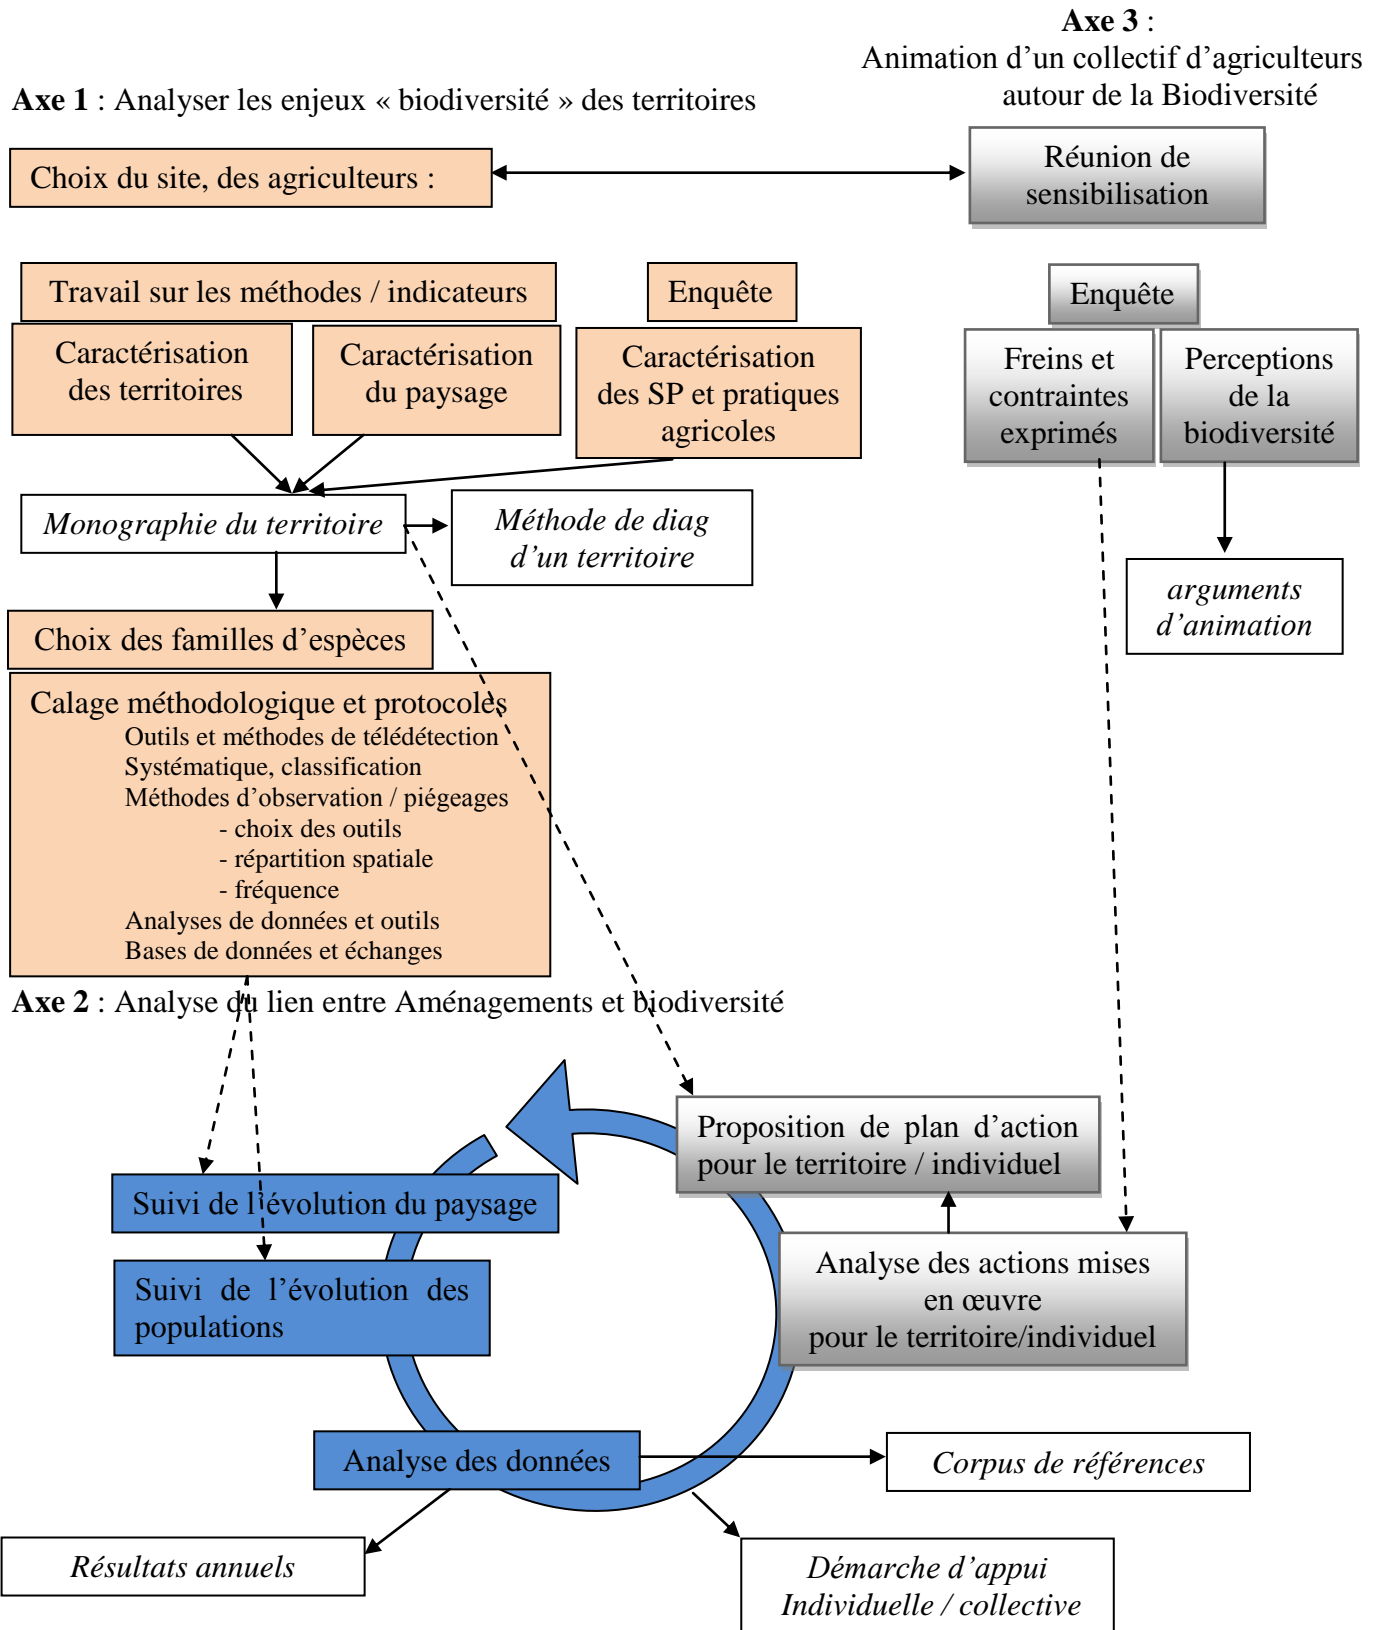 Axe 3 :
Animation d’un collectif d’agriculteurs
autour de la Biodiversité
Axe 1 : Analyser les enjeux « biodiversité » des territoires
Choix du site, des agriculteurs :
Réunion de
sensibilisation
Travail sur les méthodes / indicateurs
Enquête
Enquête
Caractérisation
des territoires
Caractérisation
du paysage
Caractérisation
des SP et pratiques
agricoles
Freins et
contraintes
exprimés
Perceptions
de la
biodiversité
Monographie du territoire
Méthode de diag
d’un territoire
arguments
d’animation
Choix des familles d’espèces
Calage méthodologique et protocoles
Outils et méthodes de télédétection
Systématique, classification
Méthodes d’observation / piégeages
- choix des outils
- répartition spatiale
- fréquence
Analyses de données et outils
Bases de données et échanges
Axe 2 : Analyse du lien entre Aménagements et biodiversité
Proposition de plan d’action
pour le territoire / individuel
Suivi de l’évolution du paysage
Suivi de l’évolution des
populations
Analyse des actions mises
en œuvre
pour le territoire/individuel
Analyse des données
Corpus de références
Résultats annuels
Démarche d’appui
Individuelle / collective